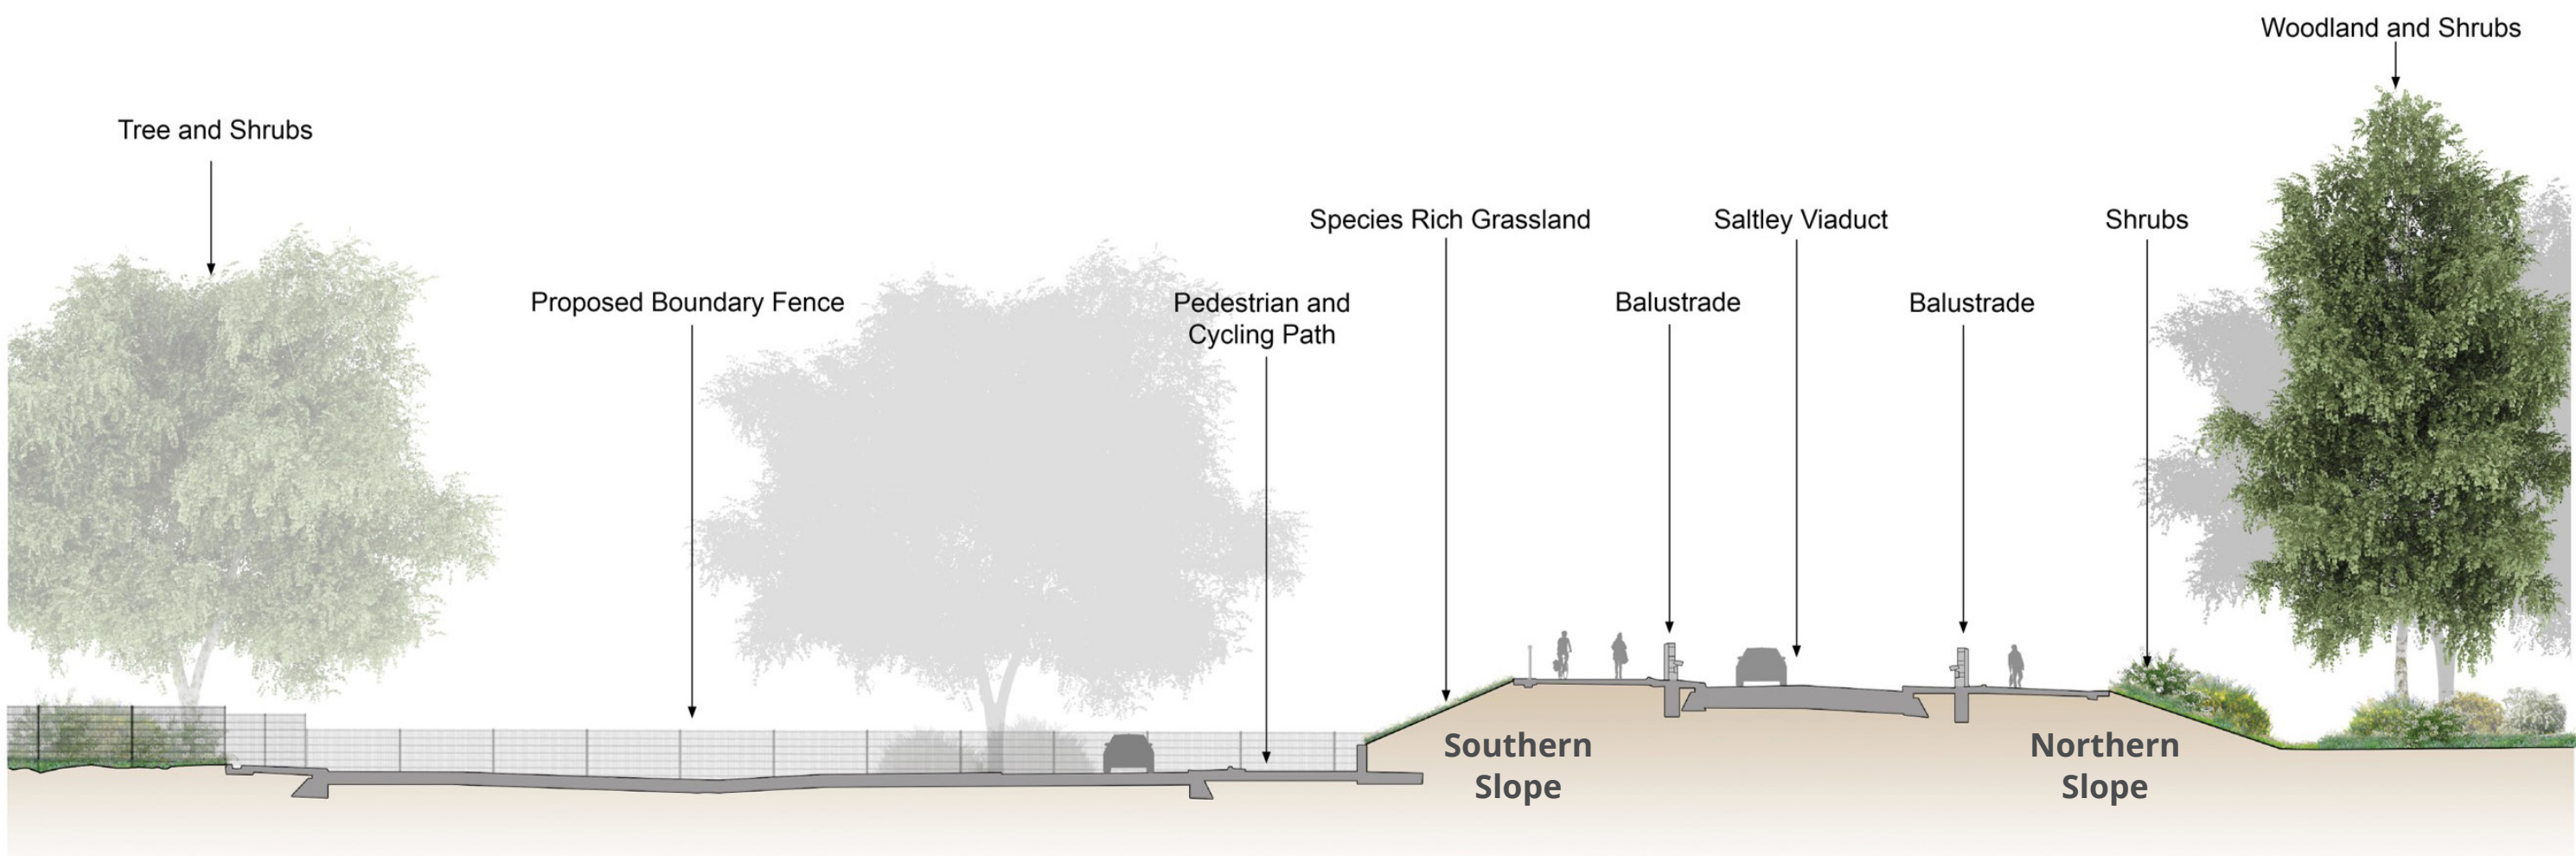 Woodland and Shrubs
Tree and Shrubs
Species Rich Grassland
Saltley Viaduct
Shrubs
Proposed Boundary Fence
Pedestrian and
Cycling Path
Balustrade
Balustrade
Southern
Slope
Northern
Slope